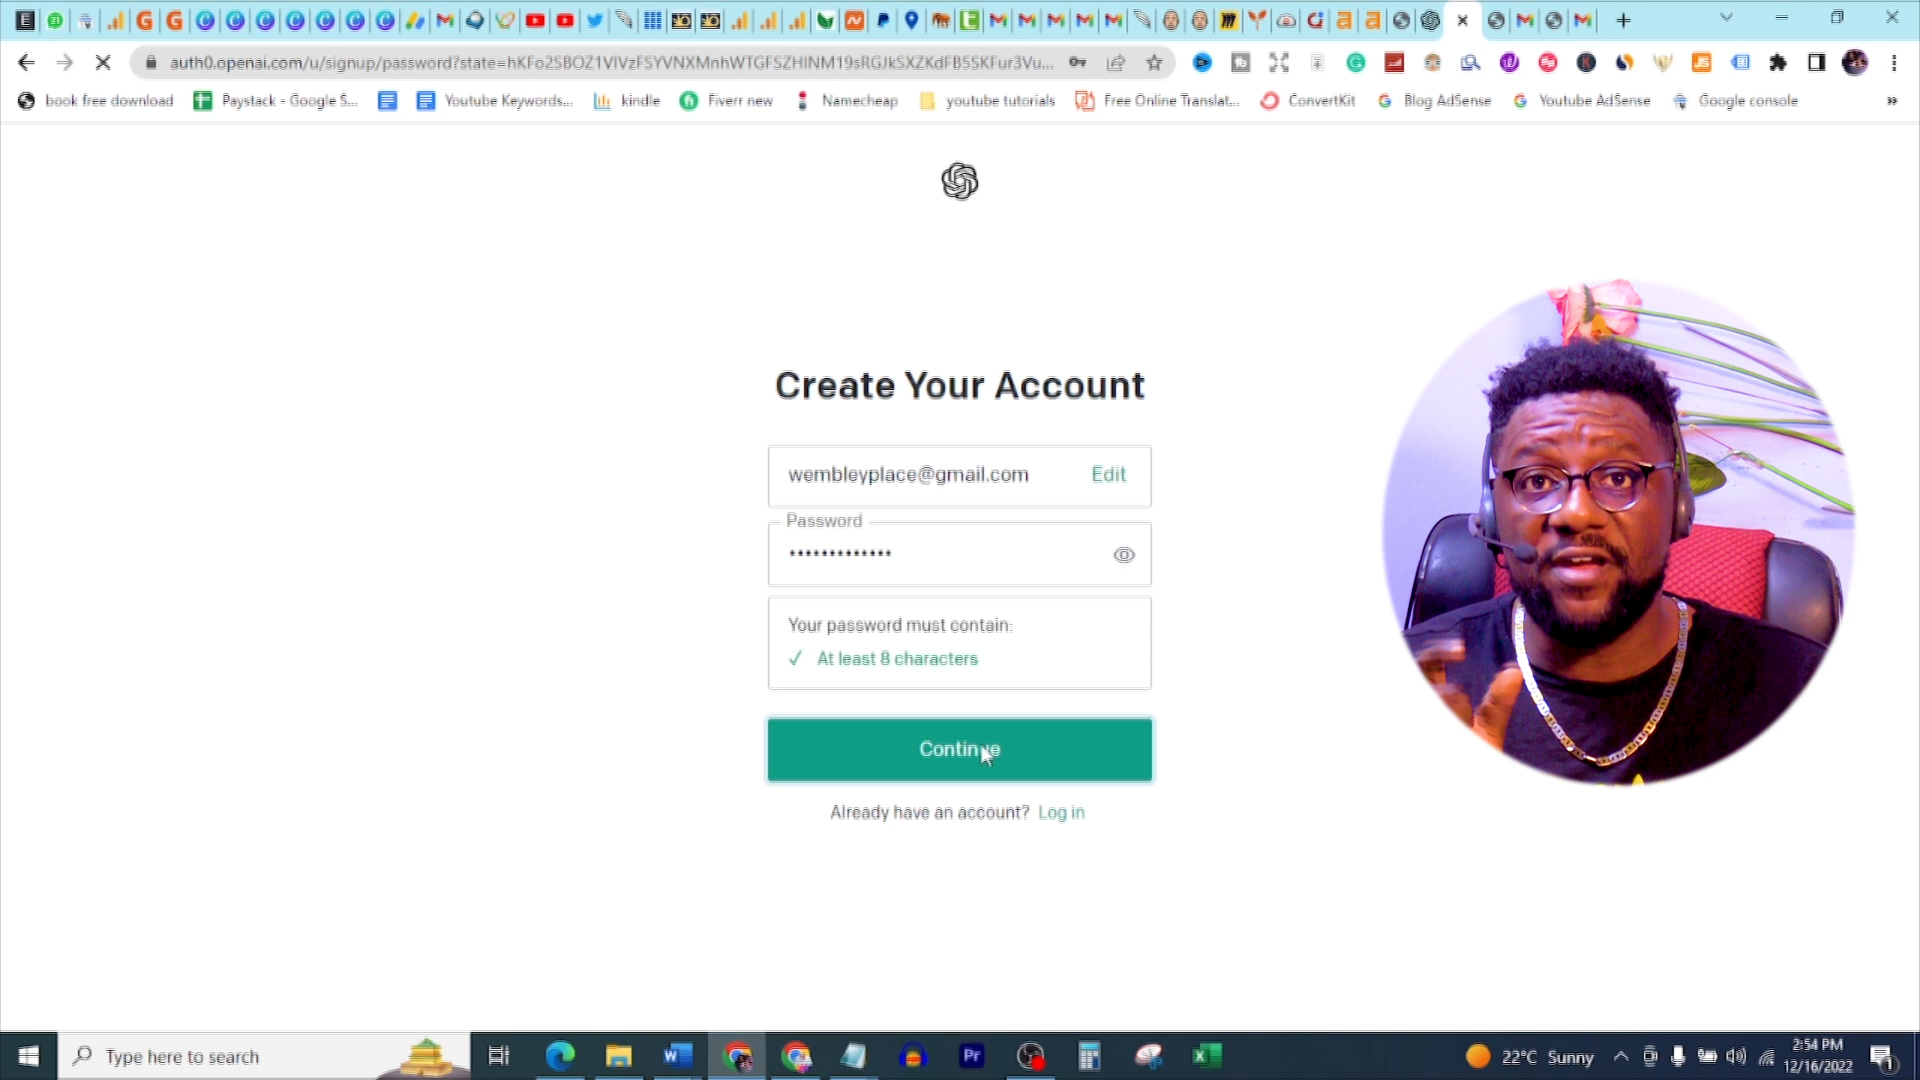 auth0.openai.com/u/signup/password?state=hKFo2SBOZ1VIVzFSYVNXMnhWTGFSZHINM19sRGJkSXZKdFB5SKFur3Vu...
book free download
Paystack - Google S...
Youtube Keywords...
kindle
Fiverr new
Namecheap
youtube tutorials
Free Online Translat...
ConvertKit
Blog AdSense
Youtube AdSense
Google console
»
Create Your Account
wembleyplace@gmail.com Edit
Password
•••••••••••••
Your password must contain:
✓ At least 8 characters
Continue
Already have an account? Log in
Type here to search
22°C Sunny
2:54 PM
12/16/2022